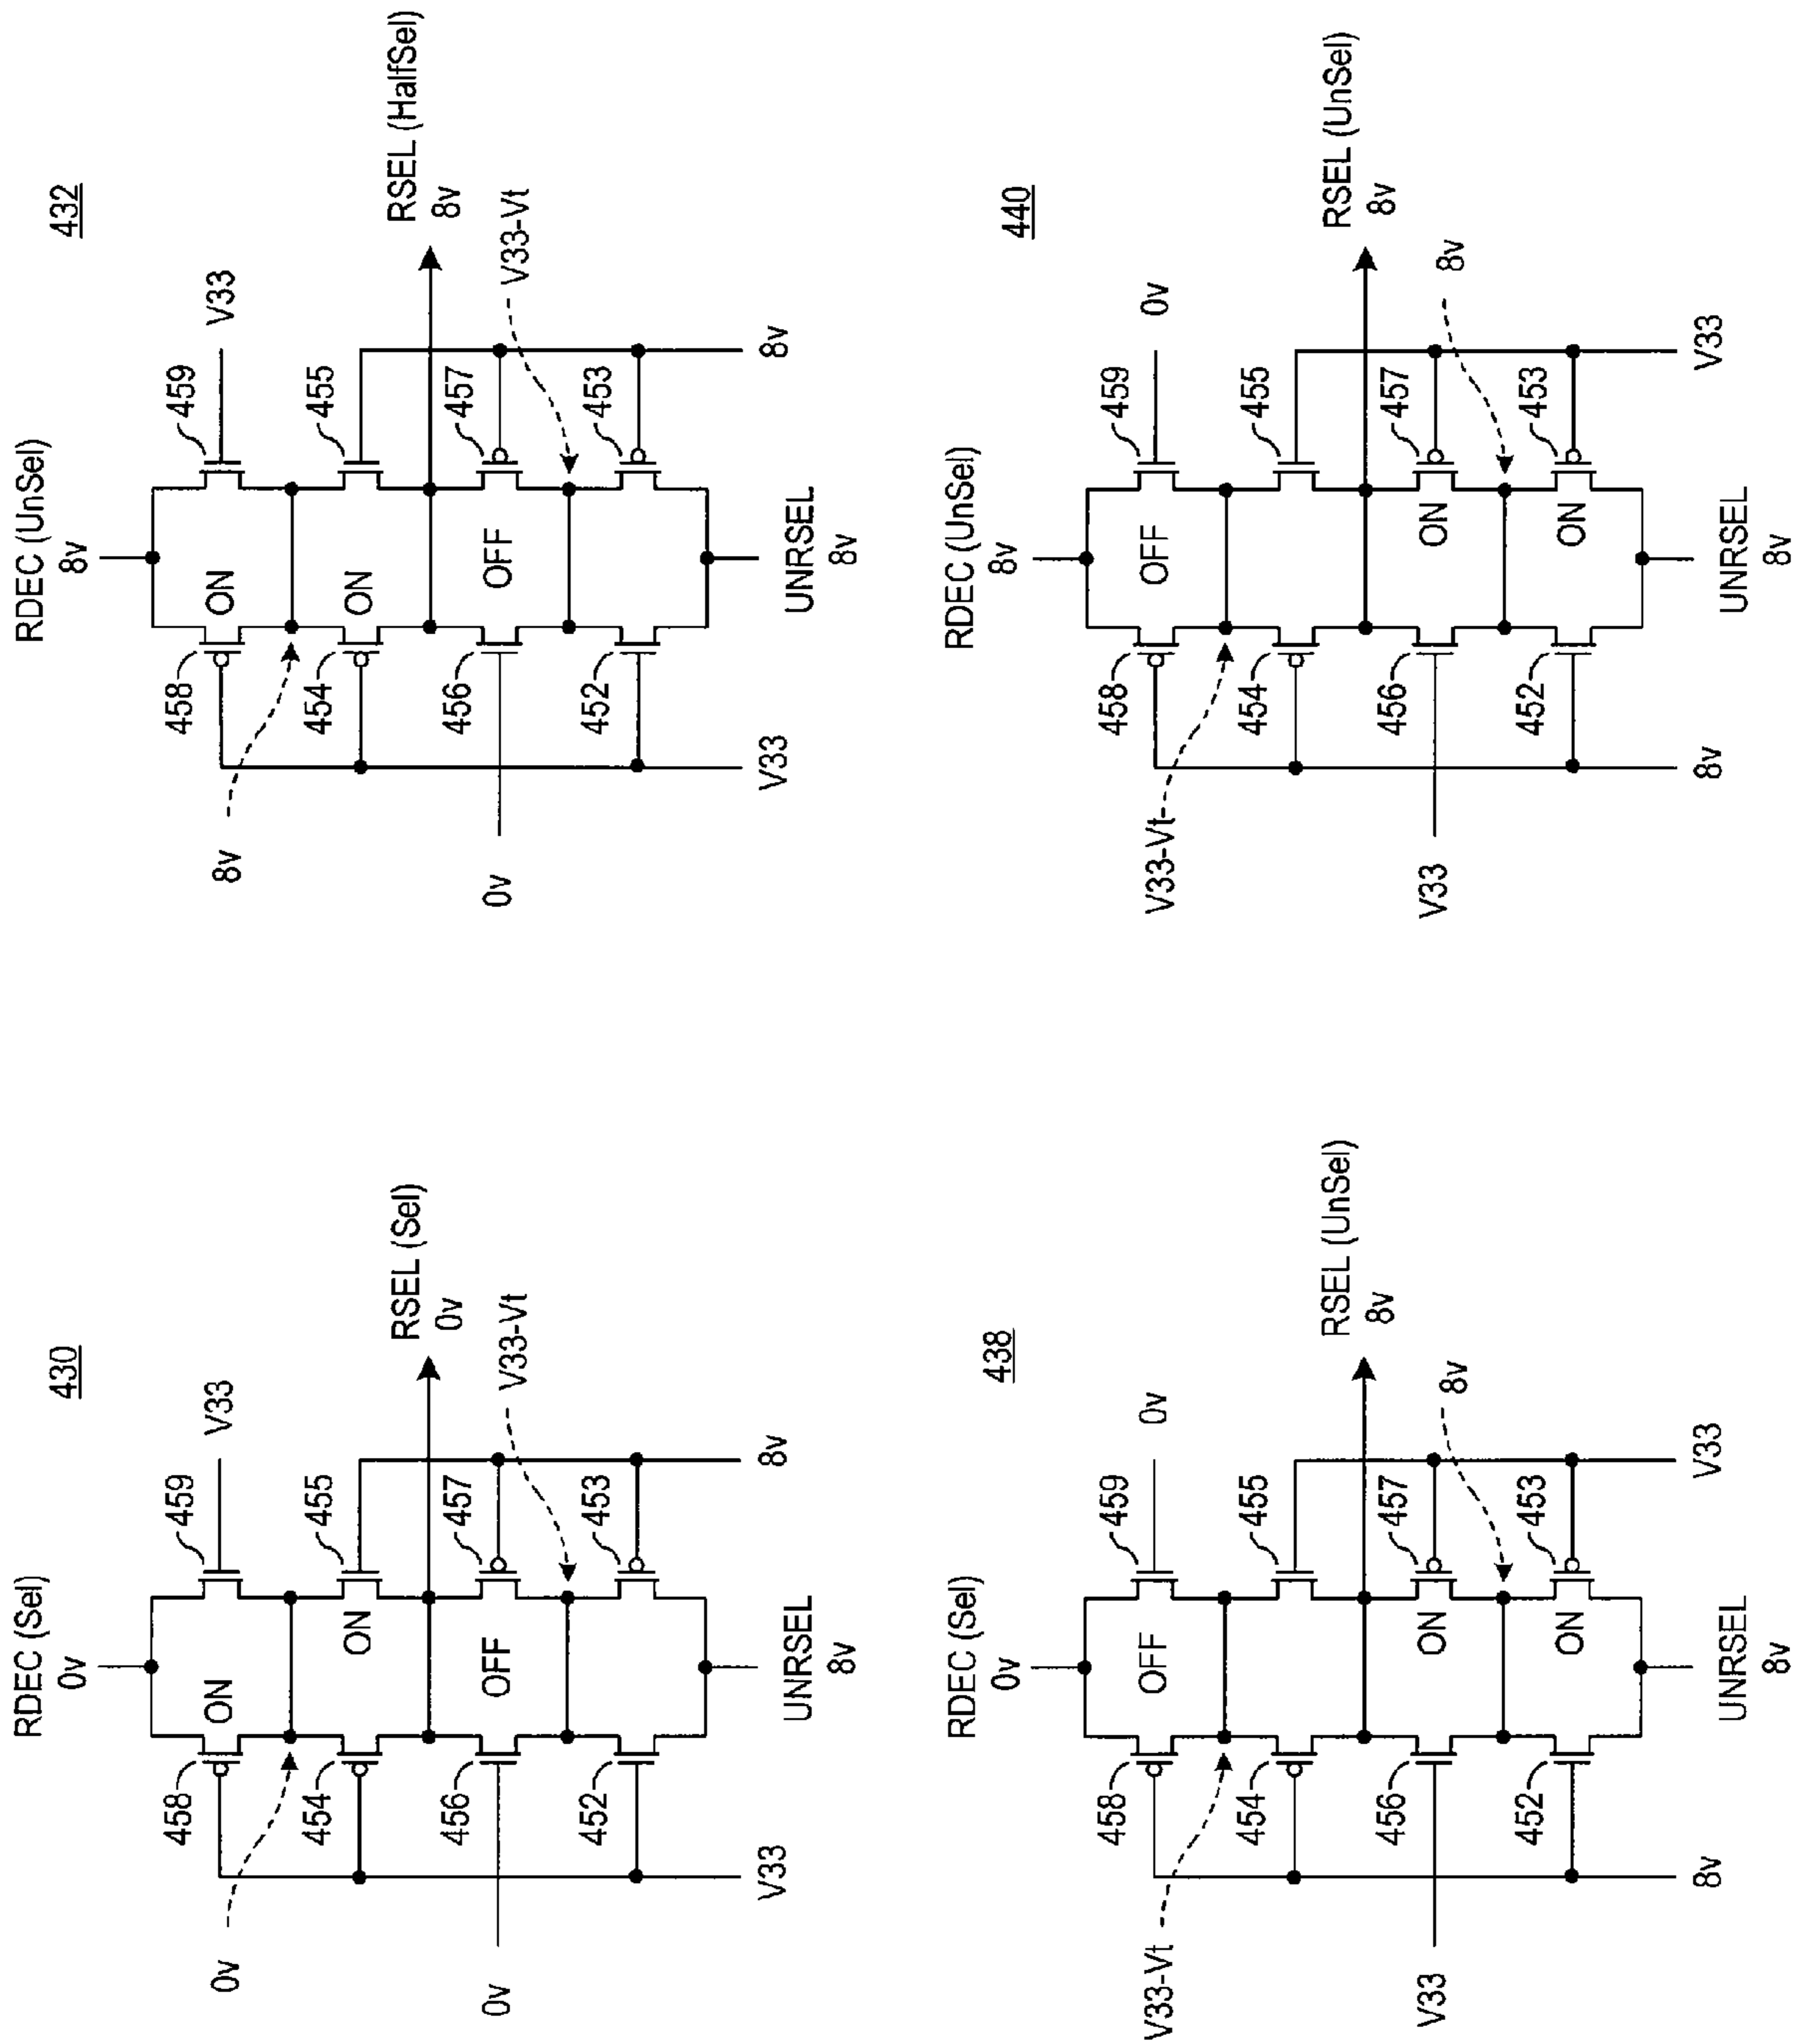 430
RDEC (Sel)
0v
V33
459
458
ON
455
ON
454
0v
RSEL (Sel)
0v
457
456
OFF
V33-Vt
453
452
0v
V33
UNRSEL
8v
8v
432
RDEC (UnSel)
8v
V33
459
458
ON
455
ON
454
8v
RSEL (HalfSel)
8v
457
456
OFF
V33-Vt
453
452
0v
V33
UNRSEL
8v
8v
438
RDEC (Sel)
0v
0v
459
458
OFF
455
454
V33-Vt
RSEL (UnSel)
8v
457
456
ON
8v
453
452
ON
V33
8v
UNRSEL
8v
V33
440
RDEC (UnSel)
8v
0v
459
458
OFF
455
454
V33-Vt
RSEL (UnSel)
8v
457
456
ON
8v
453
452
ON
V33
8v
UNRSEL
8v
V33